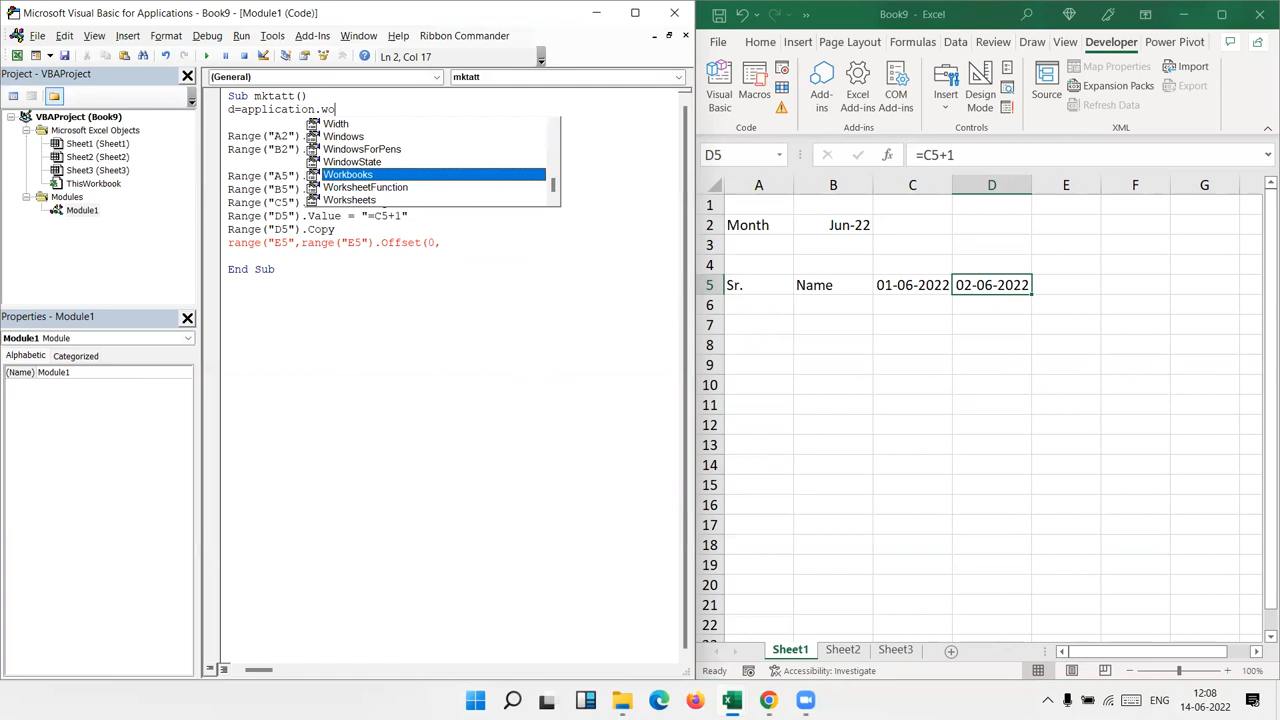 Microsoft Visual Basic for Applications - Book9 - [Module1 (Code)]
File Edit View Insert Format Debug Run Tools Add-Ins Window Help Ribbon Commander
Ln 2, Col 17
Project - VBAProject
VBAProject (Book9)
Microsoft Excel Objects
Sheet1 (Sheet1)
Sheet2 (Sheet2)
Sheet3 (Sheet3)
ThisWorkbook
Modules
Module1
Properties - Module1
Module1 Module
Alphabetic Categorized
(Name) Module1
(General) mktatt
Sub mktatt()
d=application.wo
Range("A2").
Range("B2").
Range("A5").
Range("B5").
Range("C5").
Range("D5").Value = "=C5+1"
Range("D5").Copy
range("E5",range("E5").Offset(0,
End Sub
Width
Windows
WindowsForPens
WindowState
Workbooks
WorksheetFunction
Worksheets
Book9 - Excel
File Home Insert Page Layout Formulas Data Review View Developer Power Pivot
Visual Basic
Macros
Code
Add-ins
Excel Add-ins
COM Add-ins
Add-ins
Insert
Design Mode
Controls
Source
Map Properties
Expansion Packs
Refresh Data
Import
Export
XML
D5 fx =C5+1
A B C D E F G
1
2 Month Jun-22
3
4
5 Sr. Name 01-06-2022 02-06-2022
6
7
8
9
10
11
12
13
14
15
16
17
18
19
20
21
22
Sheet1 Sheet2 Sheet3
Ready Accessibility: Investigate 100%
ENG
12:08
14-06-2022